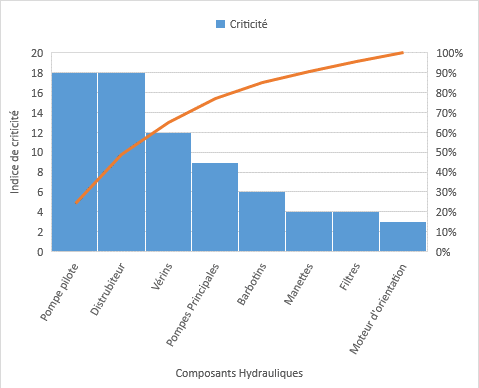 Criticité
Indice de criticité
20
18
16
14
12
10
8
6
4
2
0
100%
90%
80%
70%
60%
50%
40%
30%
20%
10%
0%
Pompe pilote
Distrubiteur
Vérins
Pompes Principales
Barbotins
Manettes
Filtres
Moteur d'orientation
Composants Hydrauliques